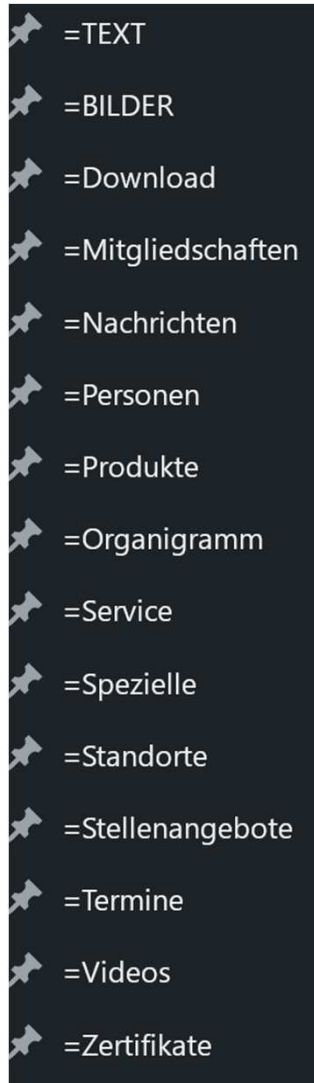 =TEXT
=BILDER
=Download
=Mitgliedschaften
=Nachrichten
=Personen
=Produkte
=Organigramm
=Service
=Spezielle
=Standorte
=Stellenangebote
=Termine
=Videos
=Zertifikate